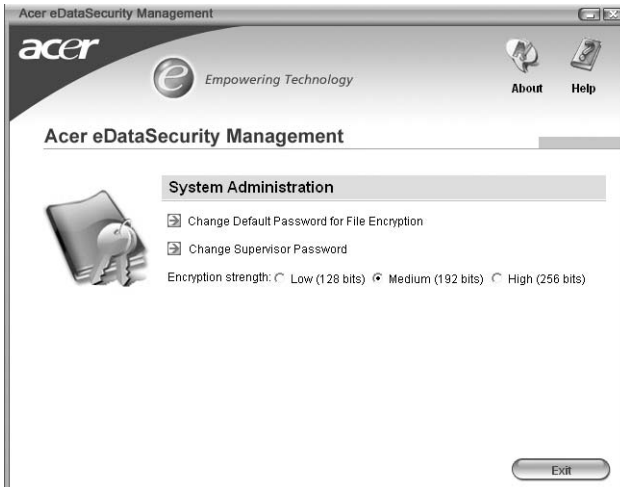 Acer eDataSecurity Management
acer
e Empowering Technology
About Help
Acer eDataSecurity Management
System Administration
Change Default Password for File Encryption
Change Supervisor Password
Encryption strength: Low (128 bits) Medium (192 bits) High (256 bits)
Exit